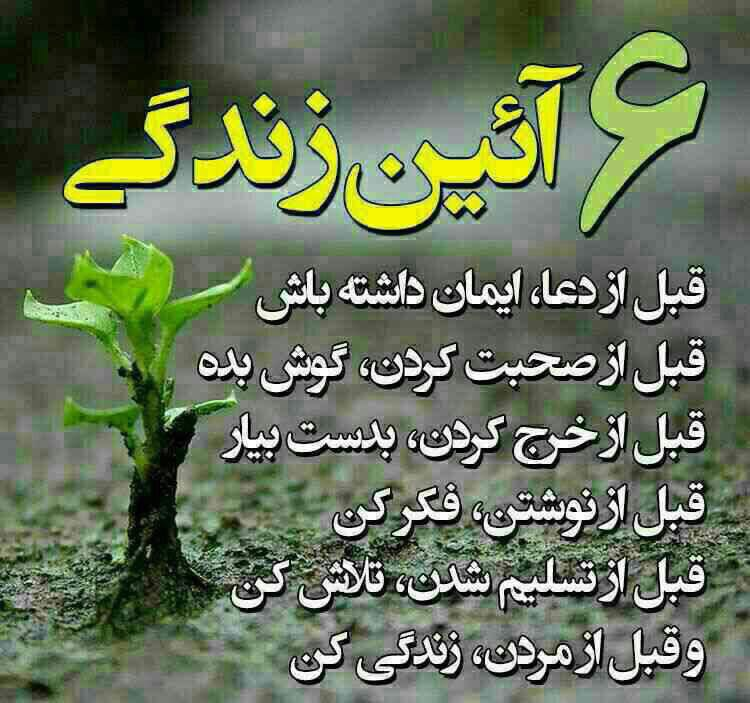 ۶ آئین زندگی
قبل از دعا، ایمان داشته باش
قبل از صحبت کردن، گوش بده
قبل از خرج کردن، بدست بیار
قبل از نوشتن، فکر کن
قبل از تسلیم شدن، تلاش کن
و قبل از مردن، زندگی کن